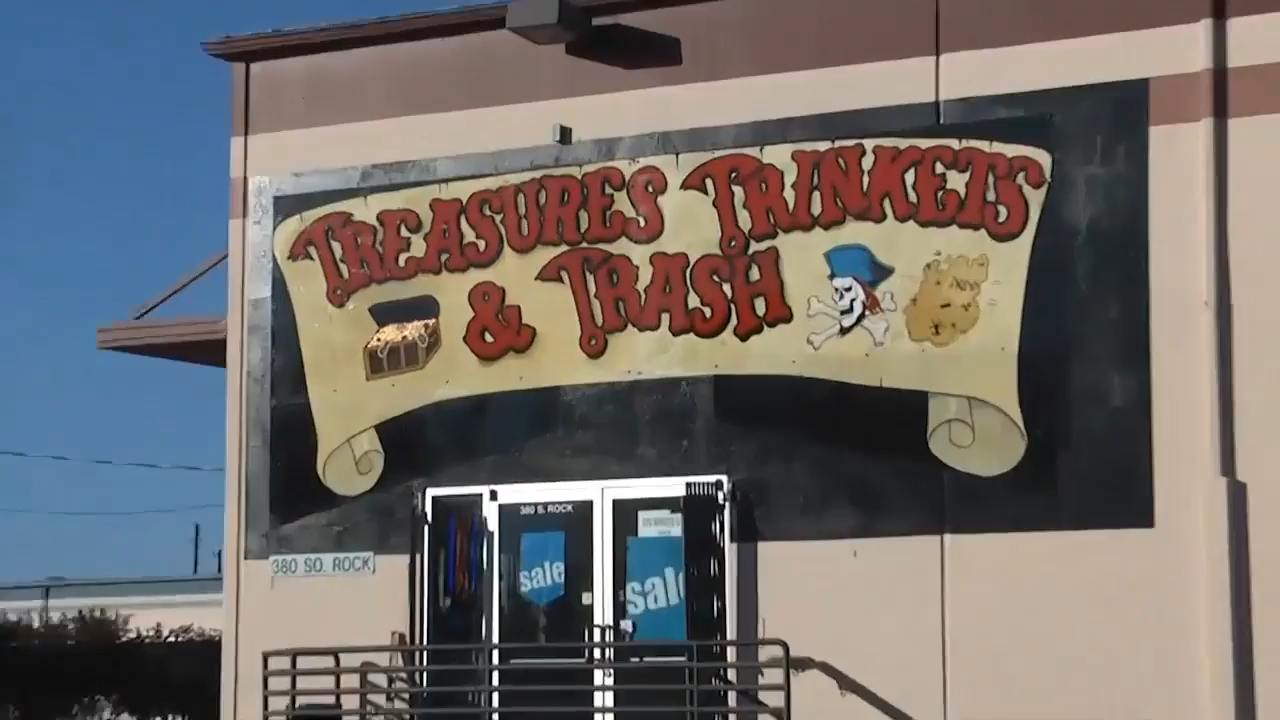 TREASURES TRINKETS
& TRASH
380 S. ROCK
380 SO. ROCK
sale
sale